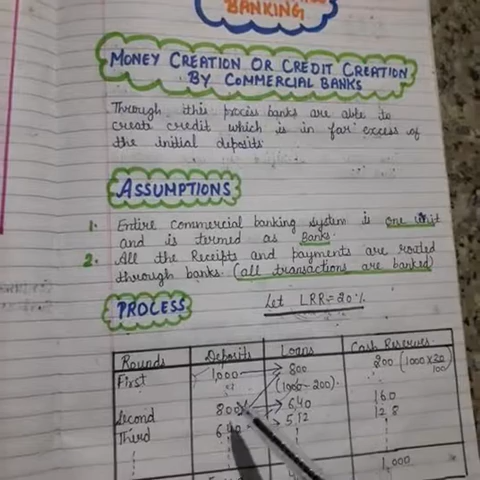 BANKING
MONEY CREATION OR CREDIT CREATION
BY COMMERCIAL BANKS
Through this process banks are able to
create credit which is in far excess of
the initial deposits
ASSUMPTIONS
1. Entire commercial banking system is one unit
and is termed as Banks.
2. All the Receipts and payments are routed
through banks. (all transactions are banked)
PROCESS Let LRR=20%
Rounds Deposits Loans Cash Reserves
First 1,000 800 200 (1000×20/100)
(1000-200).
Second 800 6,40 160
Third 640 5,12 128
1,000